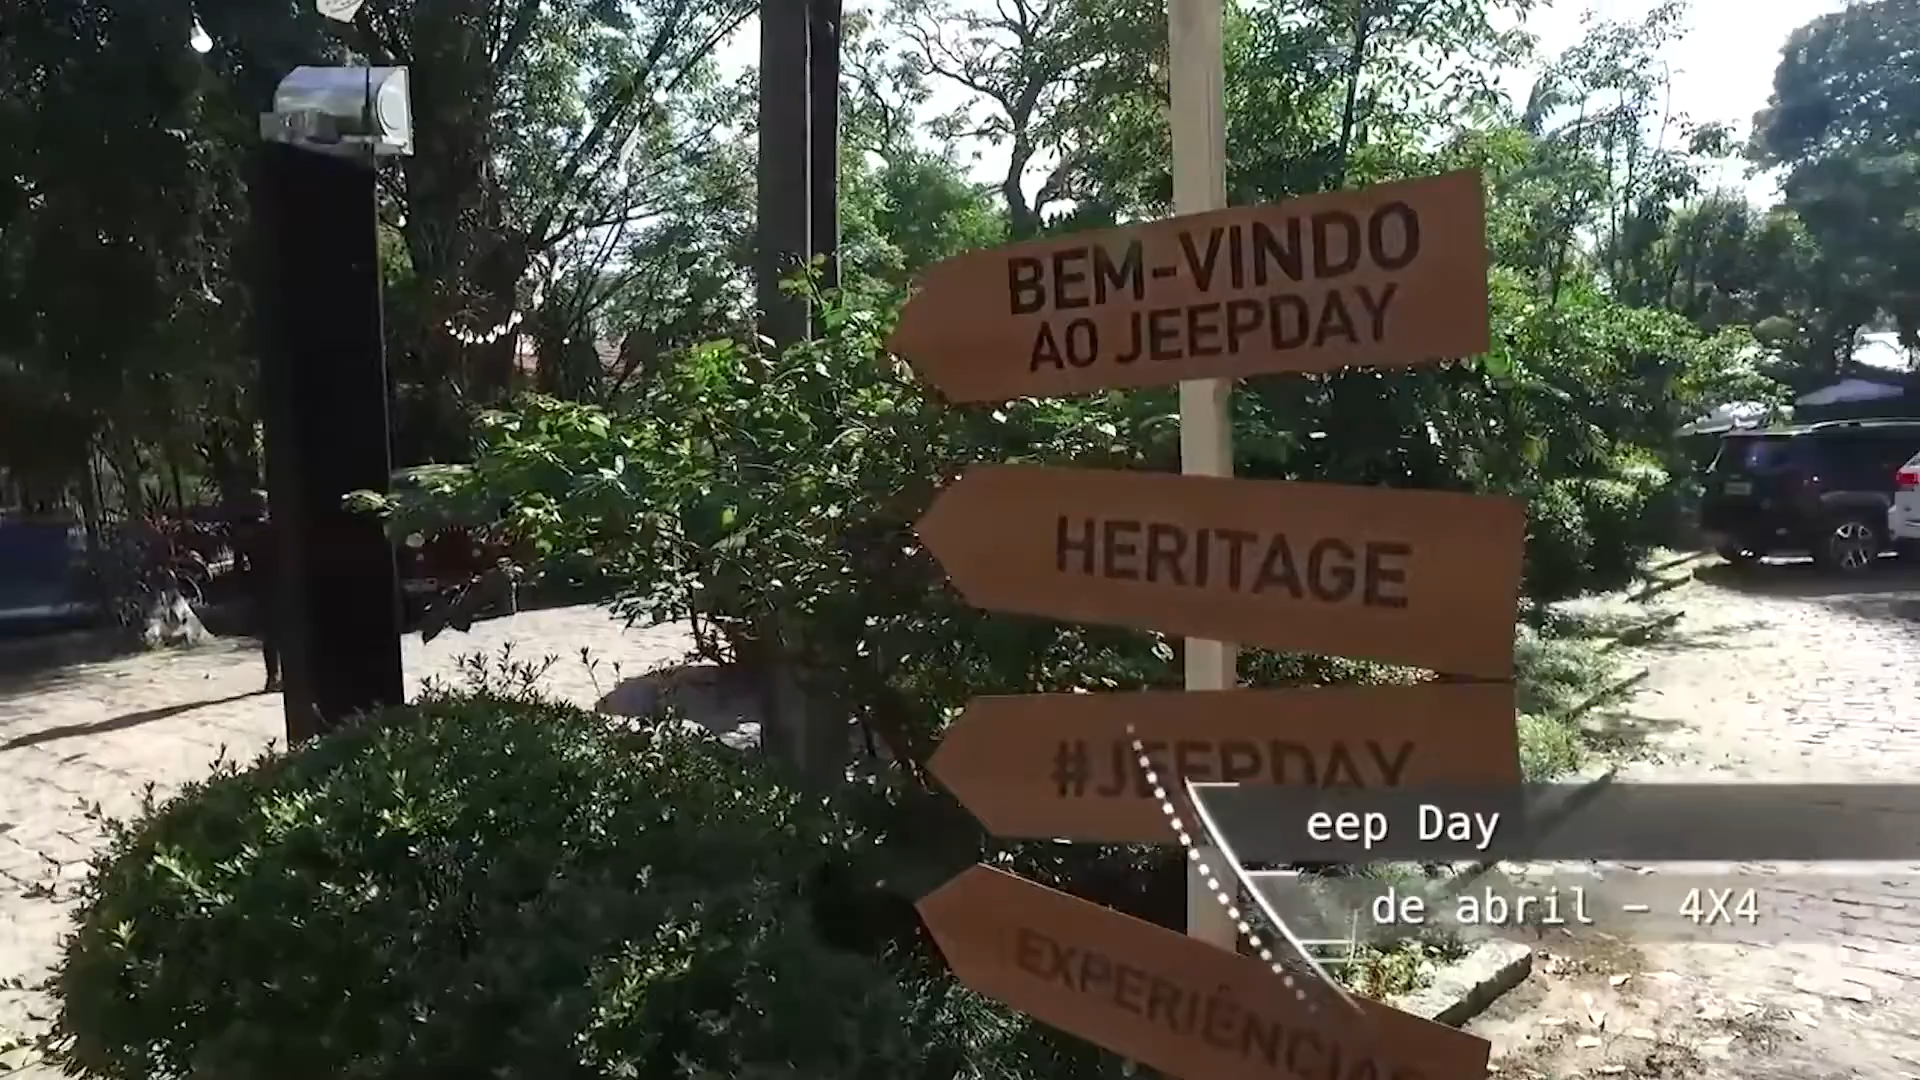 BEM-VINDO
AO JEEPDAY
HERITAGE
#JEEPDAY
eep Day
de abril – 4X4
EXPERIÊNCIAS